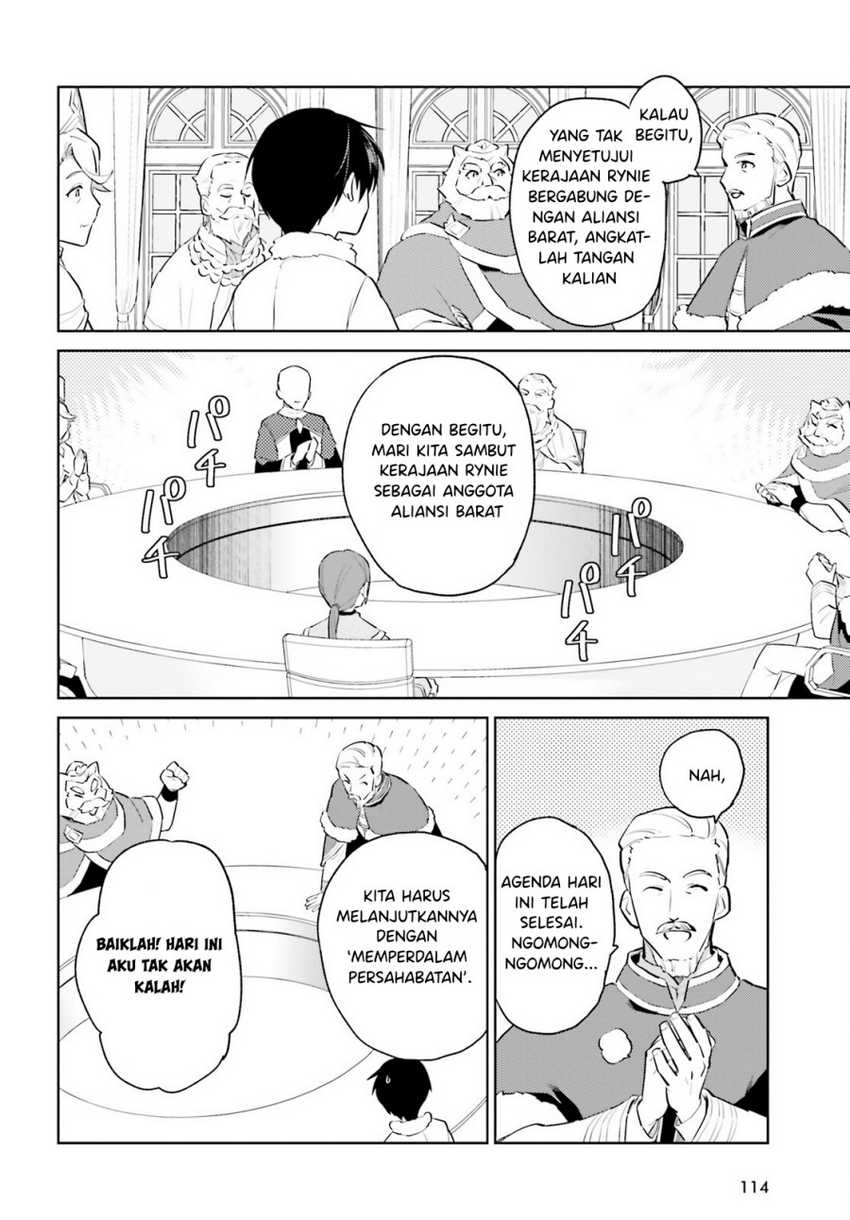 KALAU
BEGITU,
YANG TAK
MENYETUJUI
KERAJAAN RYNIE
BERGABUNG DE-
NGAN ALIANSI
BARAT, ANGKAT-
LAH TANGAN
KALIAN
DENGAN BEGITU,
MARI KITA SAMBUT
KERAJAAN RYNIE
SEBAGAI ANGGOTA
ALIANSI BARAT
パチ
パチ
パチ
パチ
NAH,
AGENDA HARI
INI TELAH
SELESAI.
NGOMONG-
NGOMONG...
KITA HARUS
MELANJUTKANNYA
DENGAN
'MEMPERDALAM
PERSAHABATAN'.
BAIKLAH! HARI INI
AKU TAK AKAN
KALAH!
114